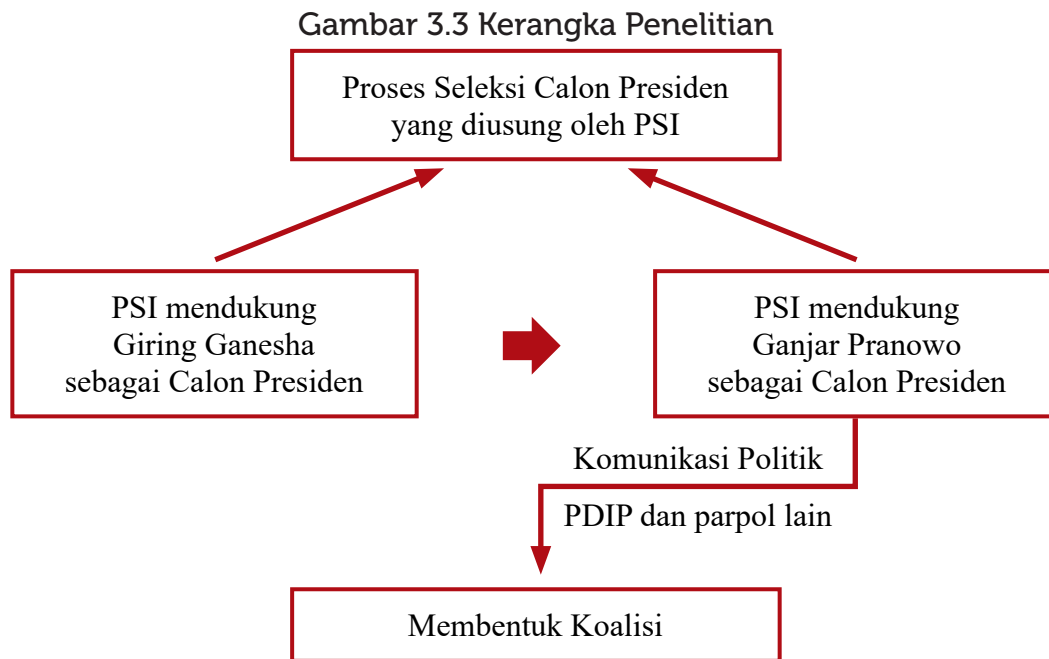 Gambar 3.3 Kerangka Penelitian
Proses Seleksi Calon Presiden
yang diusung oleh PSI
PSI mendukung
Giring Ganesha
sebagai Calon Presiden
PSI mendukung
Ganjar Pranowo
sebagai Calon Presiden
Komunikasi Politik
PDIP dan parpol lain
Membentuk Koalisi